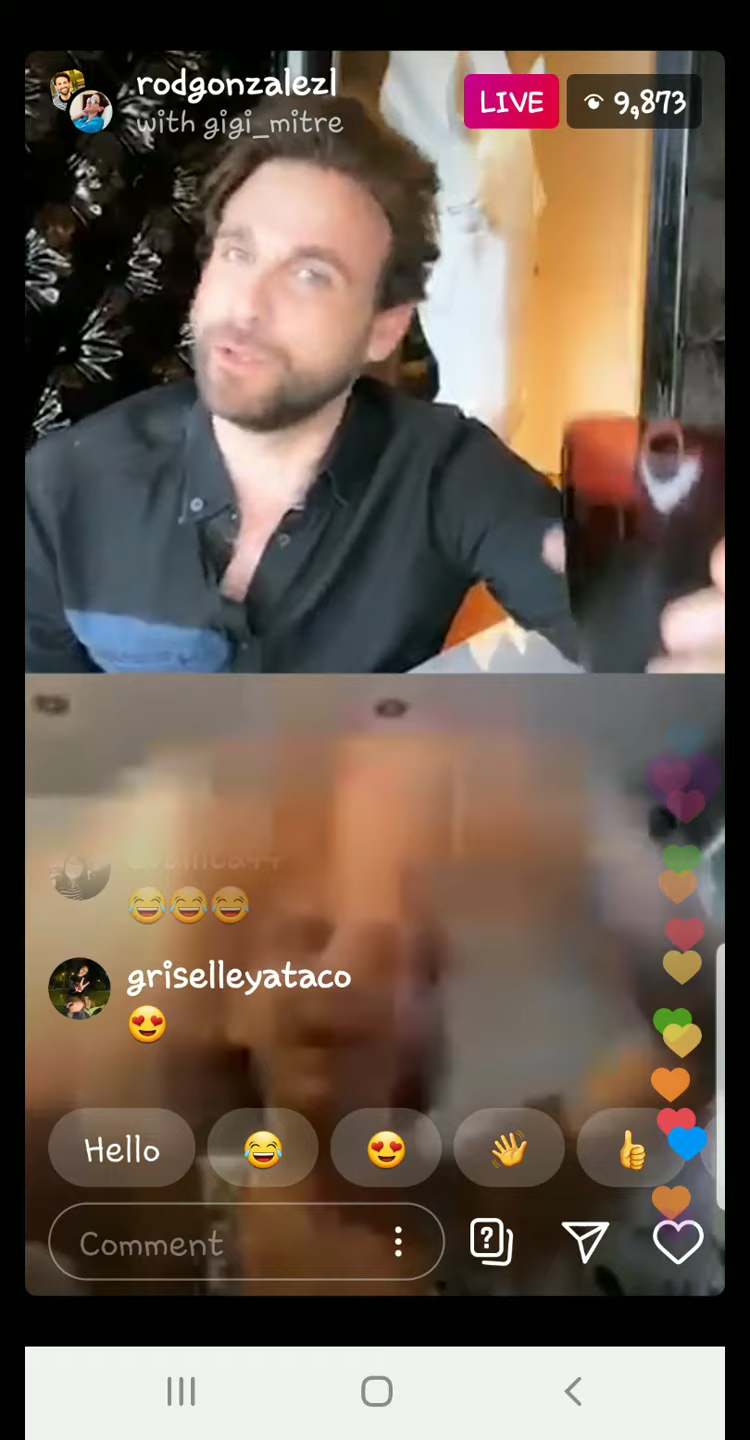 rodgonzalezl
with gigi_mitre
LIVE
9,873
griselleyataco
Hello
Comment